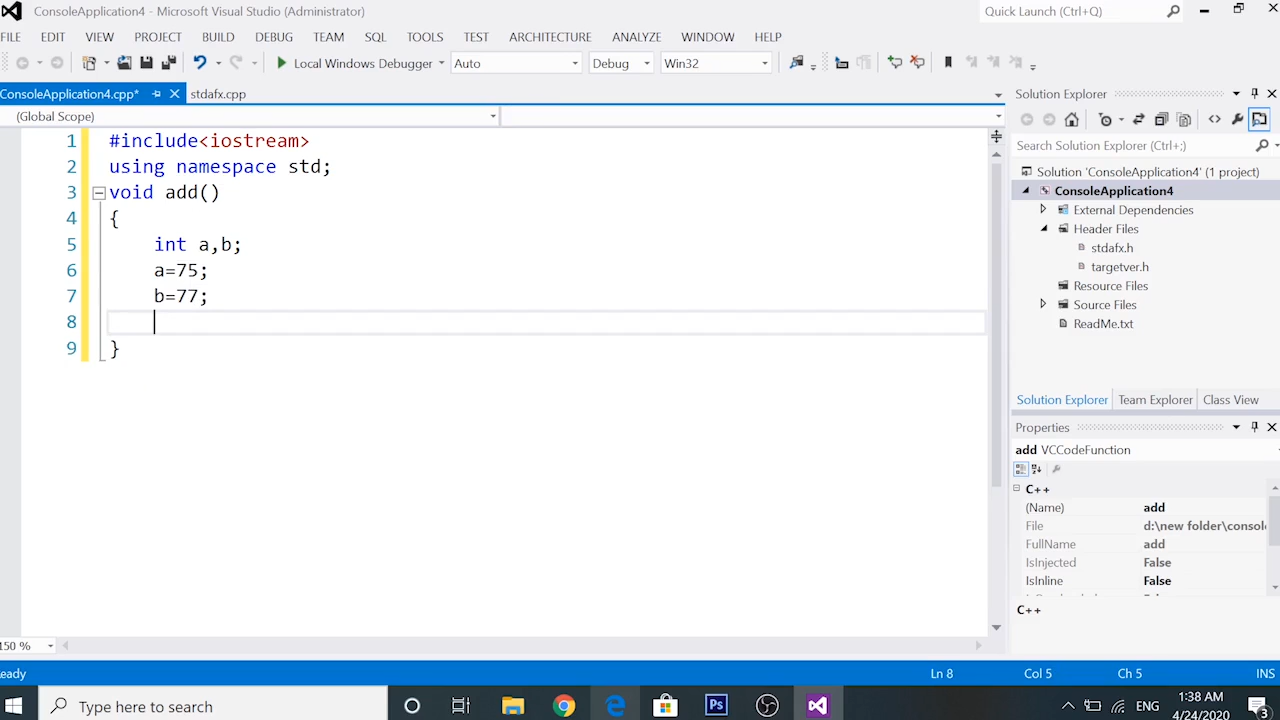 ConsoleApplication4 - Microsoft Visual Studio (Administrator)
Quick Launch (Ctrl+Q)
FILE EDIT VIEW PROJECT BUILD DEBUG TEAM SQL TOOLS TEST ARCHITECTURE ANALYZE WINDOW HELP
Local Windows Debugger Auto Debug Win32
ConsoleApplication4.cpp* stdafx.cpp
(Global Scope)
1 #include<iostream>
2 using namespace std;
3 void add()
4 {
5 int a,b;
6 a=75;
7 b=77;
8
9 }
150 %
Solution Explorer
Search Solution Explorer (Ctrl+;)
Solution 'ConsoleApplication4' (1 project)
ConsoleApplication4
External Dependencies
Header Files
stdafx.h
targetver.h
Resource Files
Source Files
ReadMe.txt
Solution Explorer Team Explorer Class View
Properties
add VCCodeFunction
C++
(Name) add
File d:\new folder\consol
FullName add
IsInjected False
IsInline False
C++
eady Ln 8 Col 5 Ch 5 INS
Type here to search
Ps
ENG
1:38 AM
4/24/2020
3